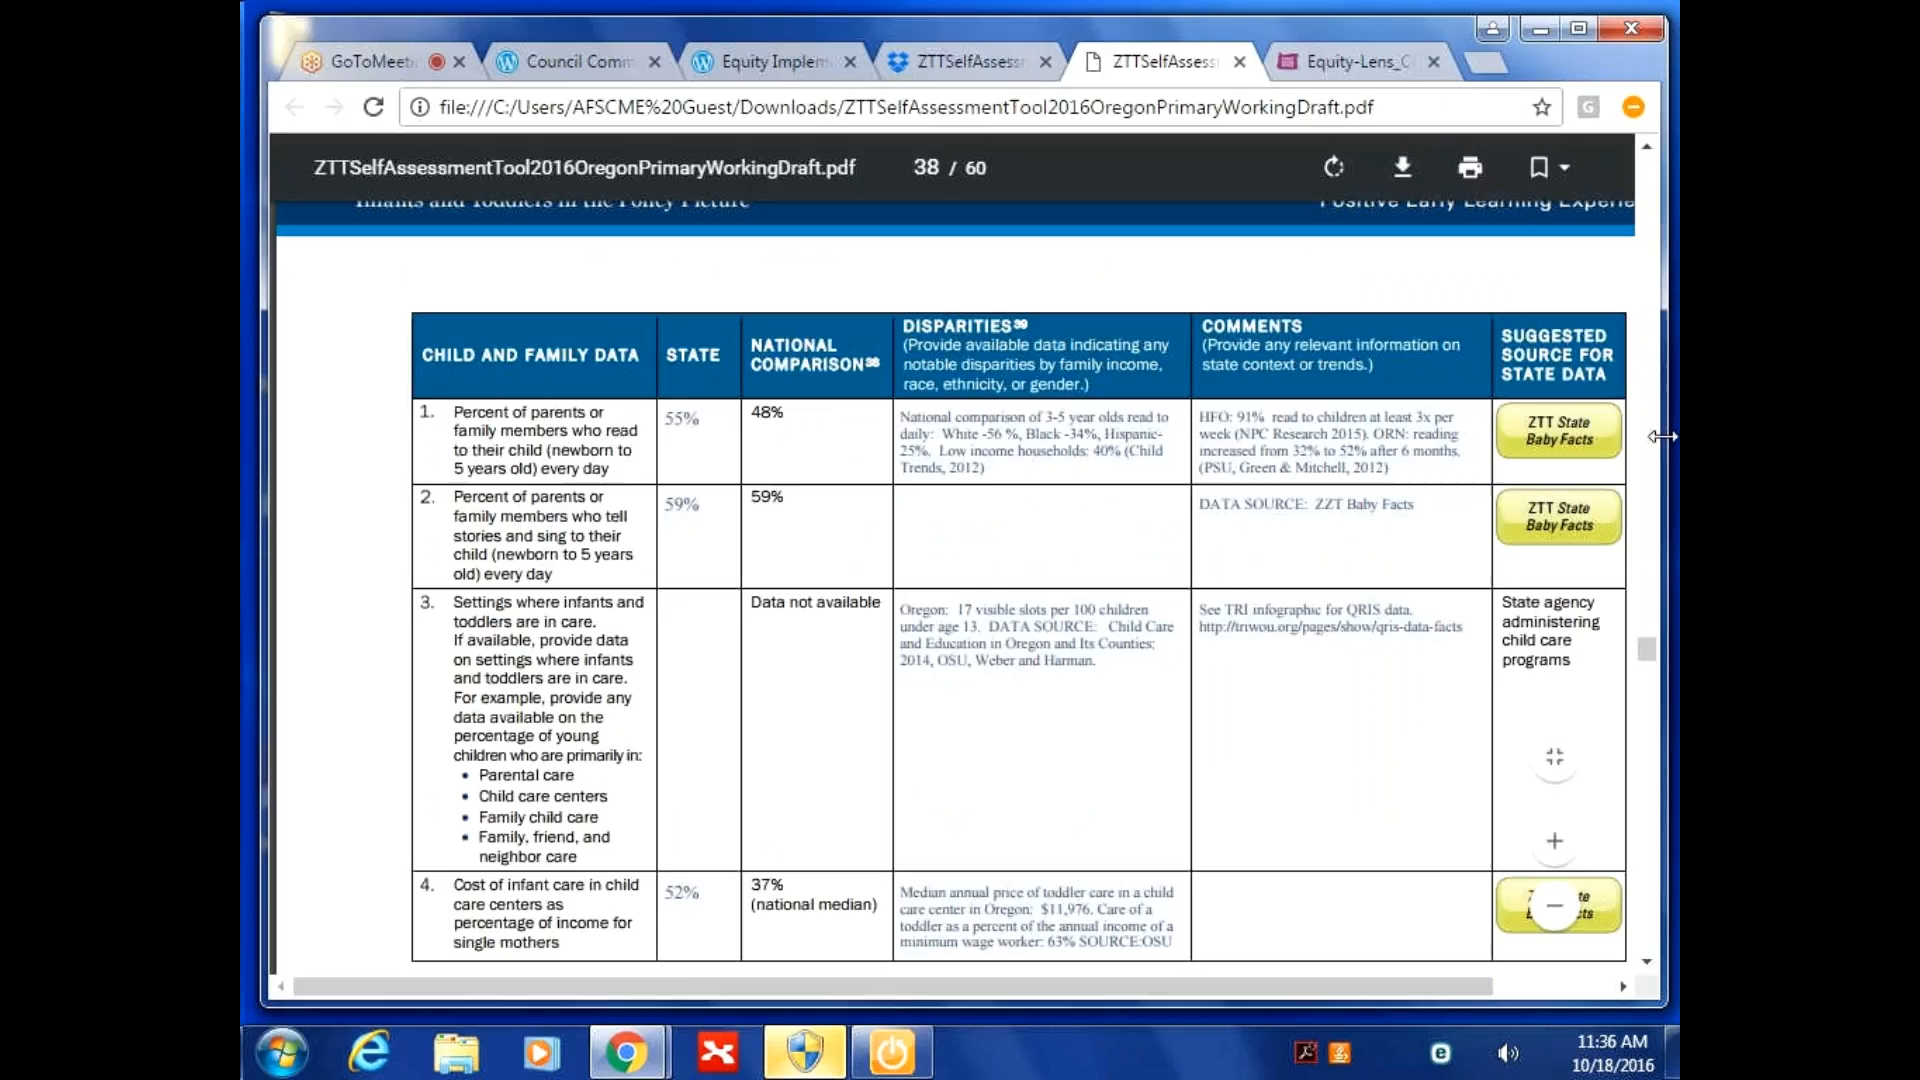 GoToMeet
Council Comm
Equity Implem
ZTTSelfAssess
ZTTSelfAssess
Equity-Lens_C
file:///C:/Users/AFSCME%20Guest/Downloads/ZTTSelfAssessmentTool2016OregonPrimaryWorkingDraft.pdf
G
ZTTSelfAssessmentTool2016OregonPrimaryWorkingDraft.pdf 38 / 60
Infants and Toddlers in the Policy Picture
Positive Early Learning Experie
CHILD AND FAMILY DATA
STATE
NATIONAL
COMPARISON38
DISPARITIES39
(Provide available data indicating any
notable disparities by family income,
race, ethnicity, or gender.)
COMMENTS
(Provide any relevant information on
state context or trends.)
SUGGESTED
SOURCE FOR
STATE DATA
1. Percent of parents or
family members who read
to their child (newborn to
5 years old) every day
55%
48%
National comparison of 3-5 year olds read to
daily: White -56 %, Black -34%, Hispanic-
25%. Low income households: 40% (Child
Trends, 2012)
HFO: 91% read to children at least 3x per
week (NPC Research 2015). ORN: reading
increased from 32% to 52% after 6 months.
(PSU, Green & Mitchell, 2012)
ZTT State
Baby Facts
2. Percent of parents or
family members who tell
stories and sing to their
child (newborn to 5 years
old) every day
59%
59%
DATA SOURCE: ZZT Baby Facts
ZTT State
Baby Facts
3. Settings where infants and
toddlers are in care.
If available, provide data
on settings where infants
and toddlers are in care.
For example, provide any
data available on the
percentage of young
children who are primarily in:
• Parental care
• Child care centers
• Family child care
• Family, friend, and
neighbor care
Data not available
Oregon: 17 visible slots per 100 children
under age 13. DATA SOURCE: Child Care
and Education in Oregon and Its Counties;
2014, OSU, Weber and Harman.
See TRI infographic for QRIS data.
http://triwou.org/pages/show/qris-data-facts
State agency
administering
child care
programs
4. Cost of infant care in child
care centers as
percentage of income for
single mothers
52%
37%
(national median)
Median annual price of toddler care in a child
care center in Oregon: $11,976. Care of a
toddler as a percent of the annual income of a
minimum wage worker: 63% SOURCE:OSU
11:36 AM
10/18/2016